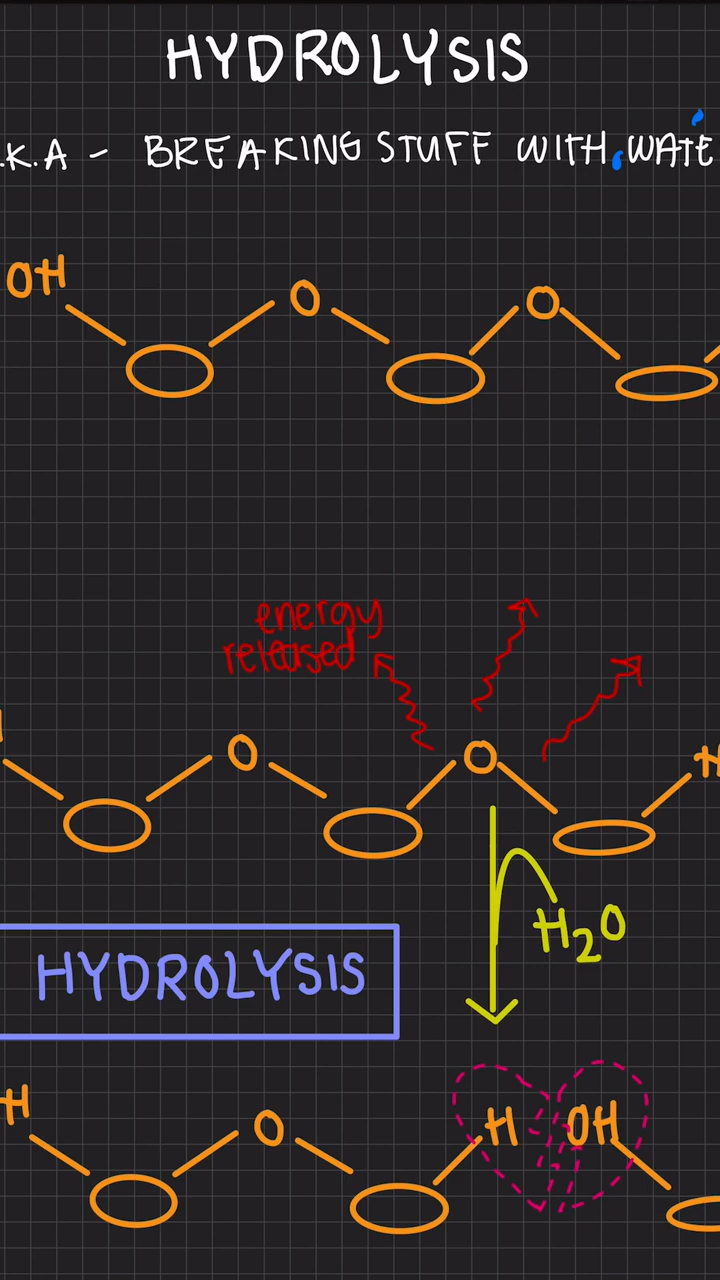 HYDROLYSIS
.K.A - BREAKING STUFF WITH WATE
OH
O
O
energy
released
O
O
H
H2O
HYDROLYSIS
H
O
H
OH